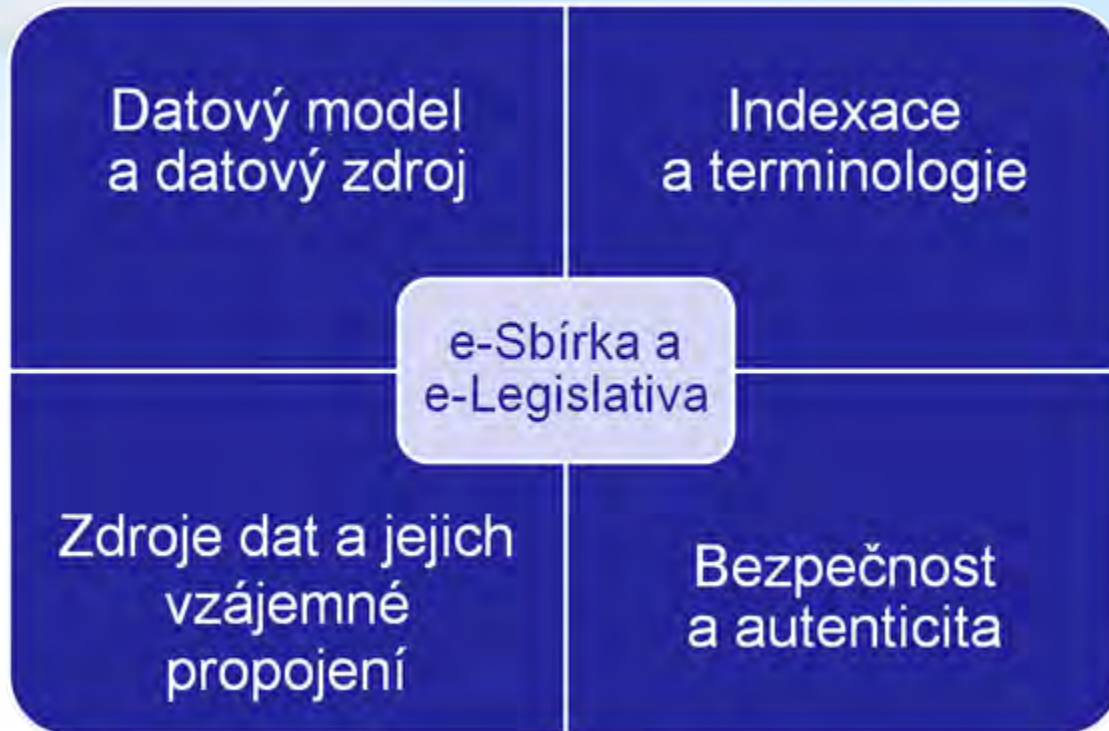 Datový model
a datový zdroj
Indexace
a terminologie
e-Sbírka a
e-Legislativa
Zdroje dat a jejich
vzájemné
propojení
Bezpečnost
a autenticita